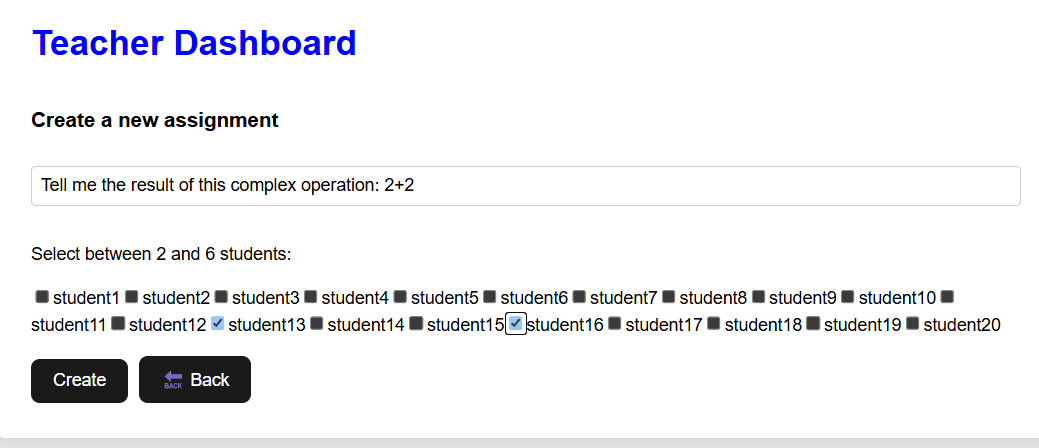 Teacher Dashboard
Create a new assignment
Tell me the result of this complex operation: 2+2
Select between 2 and 6 students:
student1 student2 student3 student4 student5 student6 student7 student8 student9 student10
student11 student12 student13 student14 student15 student16 student17 student18 student19 student20
Create BACK Back